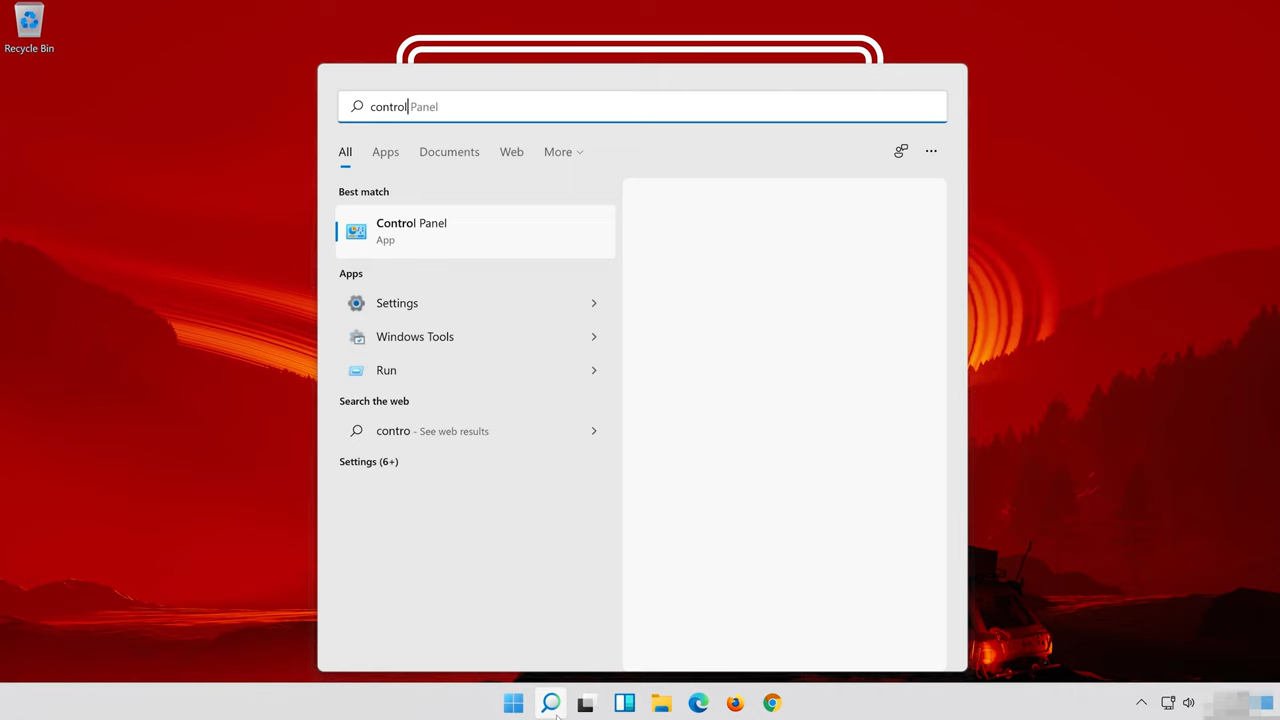 Recycle Bin
control Panel
All Apps Documents Web More
Best match
Control Panel
App
Apps
Settings
Windows Tools
Run
Search the web
contro - See web results
Settings (6+)